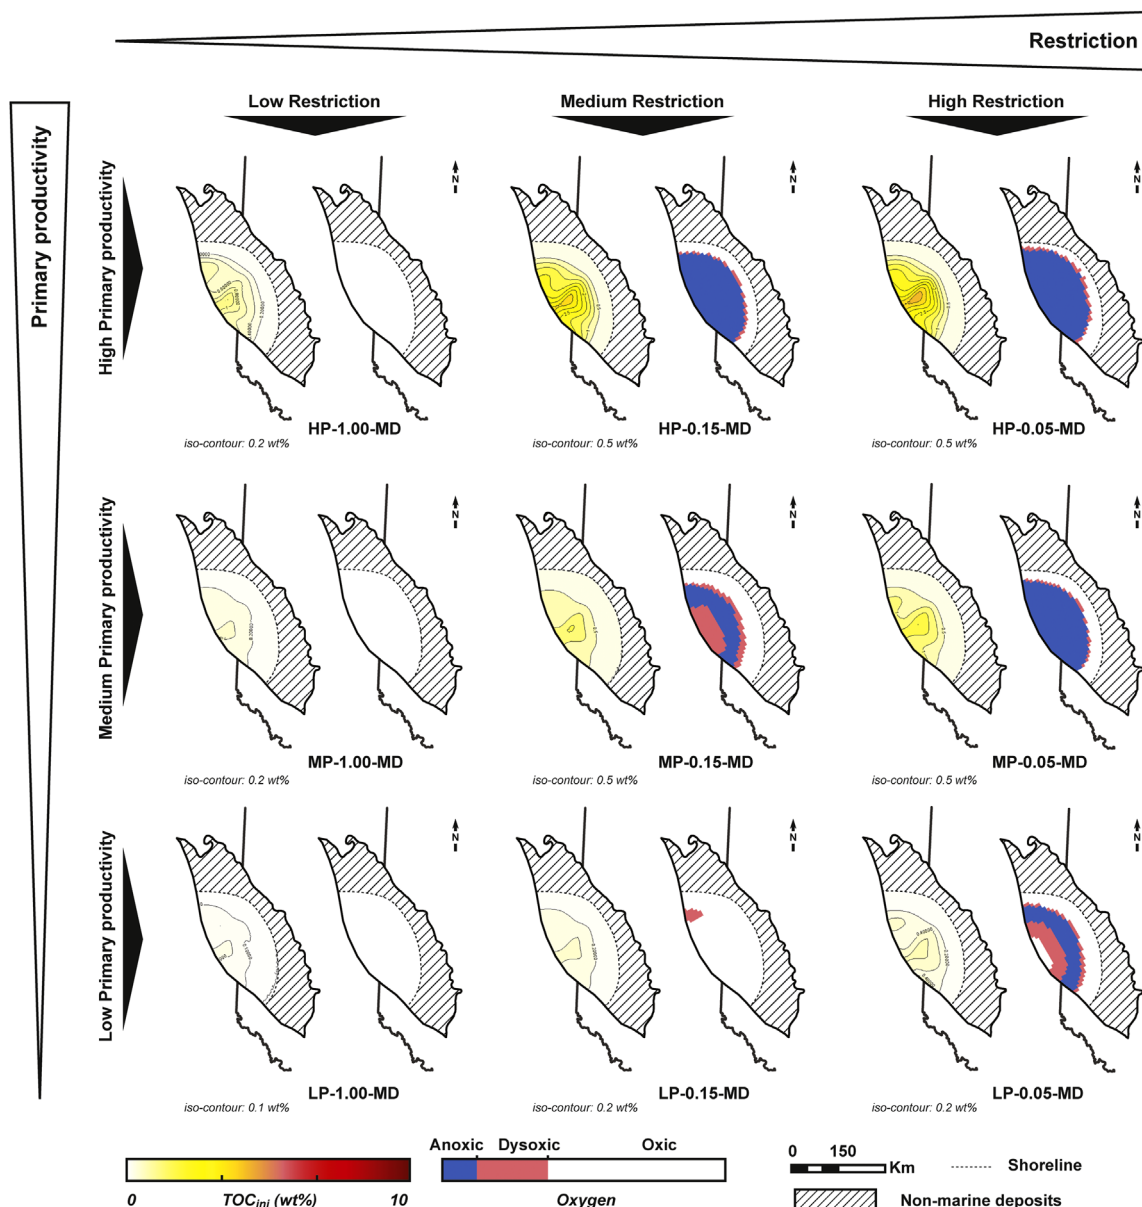 Restriction
Low Restriction
Medium Restriction
High Restriction
Primary productivity
High Primary productivity
N
N
N
HP-1.00-MD
HP-0.15-MD
HP-0.05-MD
iso-contour: 0.2 wt%
iso-contour: 0.5 wt%
iso-contour: 0.5 wt%
Medium Primary productivity
N
N
N
MP-1.00-MD
MP-0.15-MD
MP-0.05-MD
iso-contour: 0.2 wt%
iso-contour: 0.5 wt%
iso-contour: 0.5 wt%
Low Primary productivity
N
N
N
LP-1.00-MD
LP-0.15-MD
LP-0.05-MD
iso-contour: 0.1 wt%
iso-contour: 0.2 wt%
iso-contour: 0.2 wt%
Anoxic Dysoxic Oxic
0 TOCini (wt%) 10
Oxygen
0 150
Km
Shoreline
Non-marine deposits